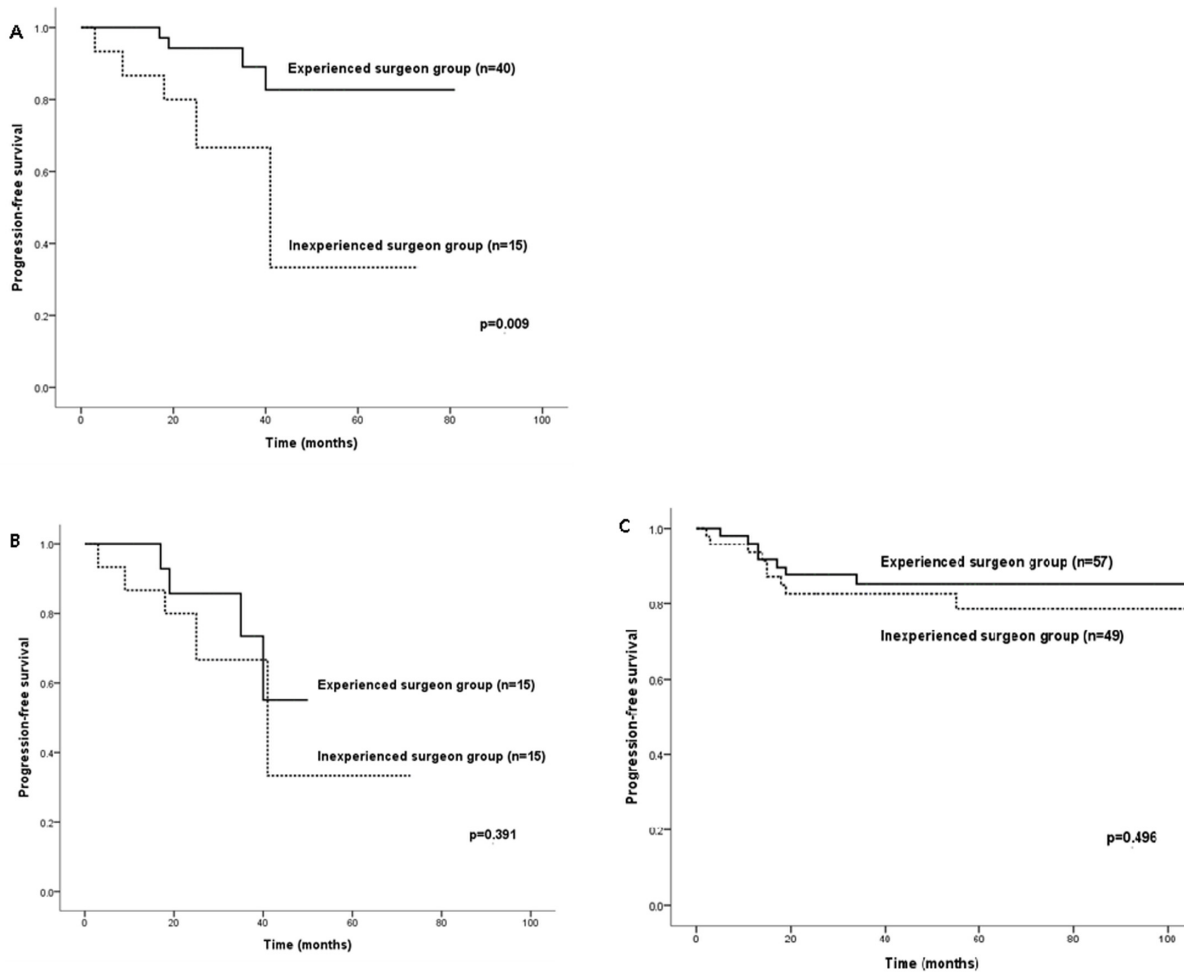 A
1.0
Experienced surgeon group (n=40)
0.8
0.6
Progression-free survival
0.4
Inexperienced surgeon group (n=15)
0.2
p=0.009
0.0
0 20 40 60 80 100
Time (months)
B
1.0
0.8
0.6
Experienced surgeon group (n=15)
Progression-free survival
0.4
Inexperienced surgeon group (n=15)
0.2
p=0.391
0.0
0 20 40 60 80 100
Time (months)
C
1.0
Experienced surgeon group (n=57)
0.8
Inexperienced surgeon group (n=49)
0.6
Progression-free survival
0.4
0.2
p=0.496
0.0
0 20 40 60 80
Time (months)